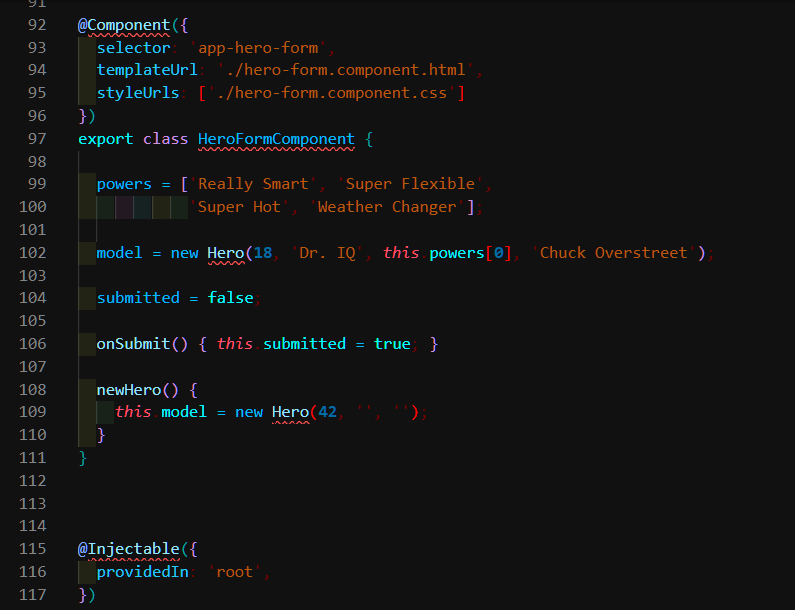 91
92 @Component({
93   selector: 'app-hero-form',
94   templateUrl: './hero-form.component.html',
95   styleUrls: ['./hero-form.component.css']
96 })
97 export class HeroFormComponent {
98
99   powers = ['Really Smart', 'Super Flexible',
100             'Super Hot', 'Weather Changer'];
101
102   model = new Hero(18, 'Dr. IQ', this.powers[0], 'Chuck Overstreet');
103
104   submitted = false;
105
106   onSubmit() { this.submitted = true; }
107
108   newHero() {
109     this.model = new Hero(42, '', '');
110   }
111 }
112
113
114
115 @Injectable({
116   providedIn: 'root',
117 })